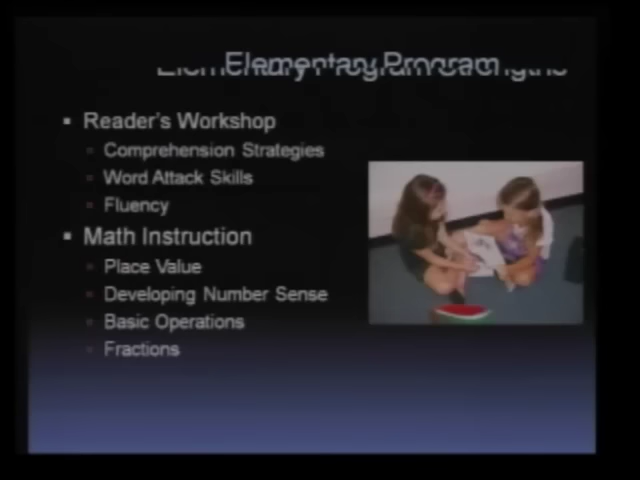 Elementary Program
Reader's Workshop
Comprehension Strategies
Word Attack Skills
Fluency
Math Instruction
Place Value
Developing Number Sense
Basic Operations
Fractions